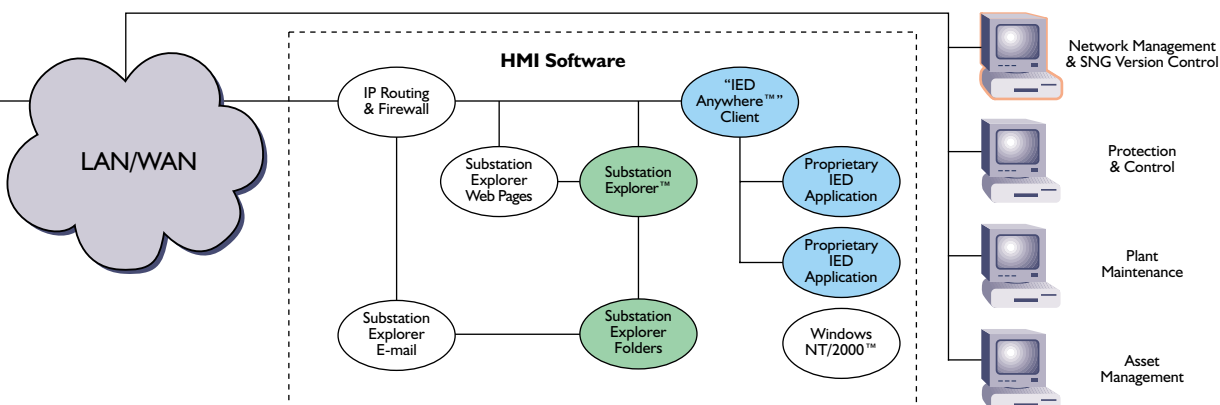 HMI Software
Network Management
& SNG Version Control
IP Routing
& Firewall
“IED
Anywhere™”
Client
LAN/WAN
Substation
Explorer
Web Pages
Substation
Explorer™
Proprietary
IED
Application
Protection
& Control
Proprietary
IED
Application
Plant
Maintenance
Substation
Explorer
E-mail
Substation
Explorer
Folders
Windows
NT/2000™
Asset
Management